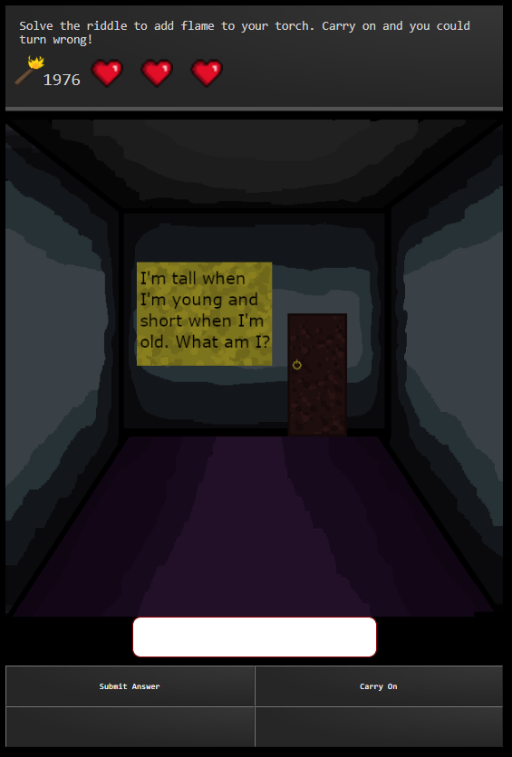 Solve the riddle to add flame to your torch. Carry on and you could
turn wrong!
1976
I'm tall when
I'm young and
short when I'm
old. What am I?
Submit Answer
Carry On